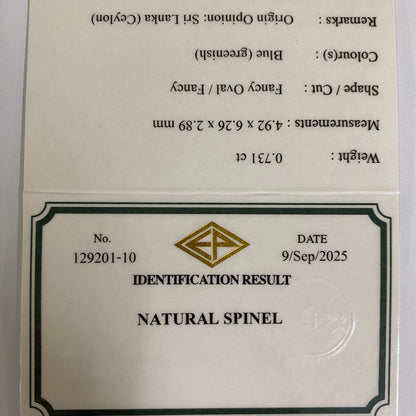 Remarks : Origin Opinion: Sri Lanka (Ceylon)
Colour(s) : Blue (greenish)
Shape / Cut : Fancy Oval / Fancy
Measurements : 4.92 x 6.26 x 2.89 mm
Weight : 0.731 ct
No.
129201-10
DATE
9/Sep/2025
IDENTIFICATION RESULT
NATURAL SPINEL